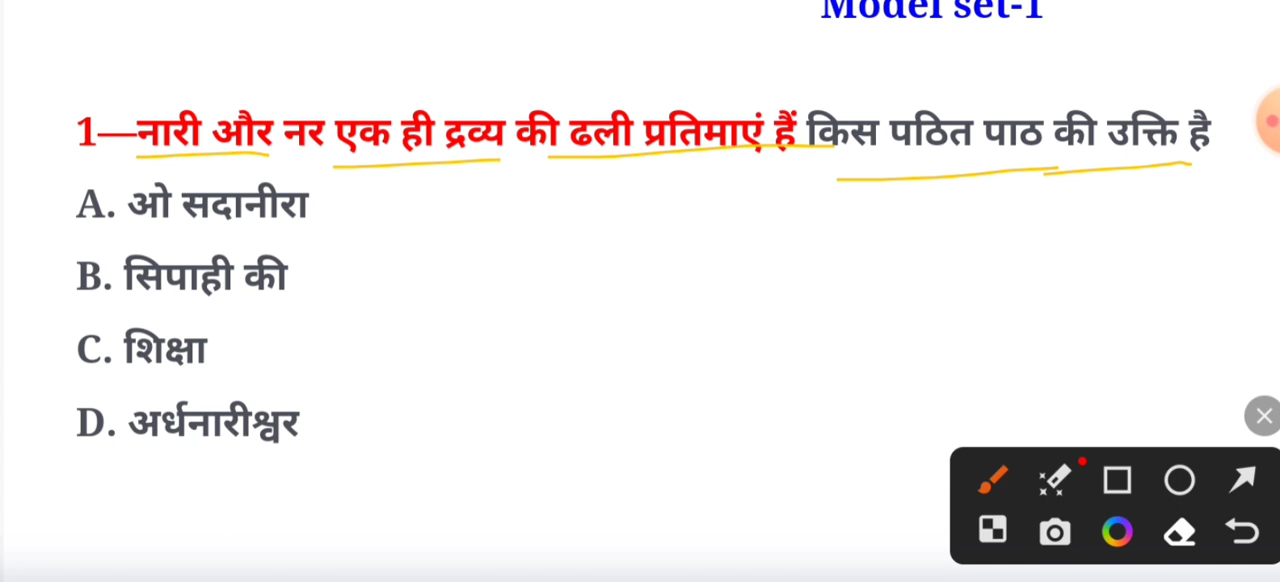 Model set-1
1—नारी और नर एक ही द्रव्य की ढली प्रतिमाएं हैं किस पठित पाठ की उक्ति है
A. ओ सदानीरा
B. सिपाही की
C. शिक्षा
D. अर्धनारीश्वर